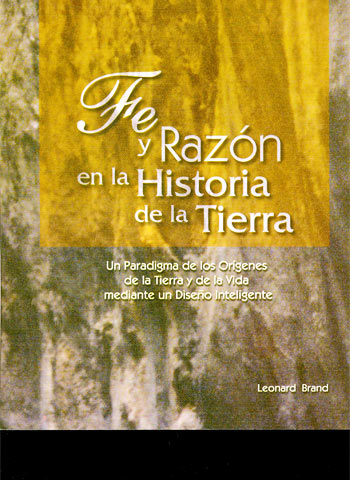 Fe
y Razón
en la Historia
de la Tierra
Un Paradigma de los Orígenes
de la Tierra y de la Vida
mediante un Diseño Inteligente
Leonard Brand